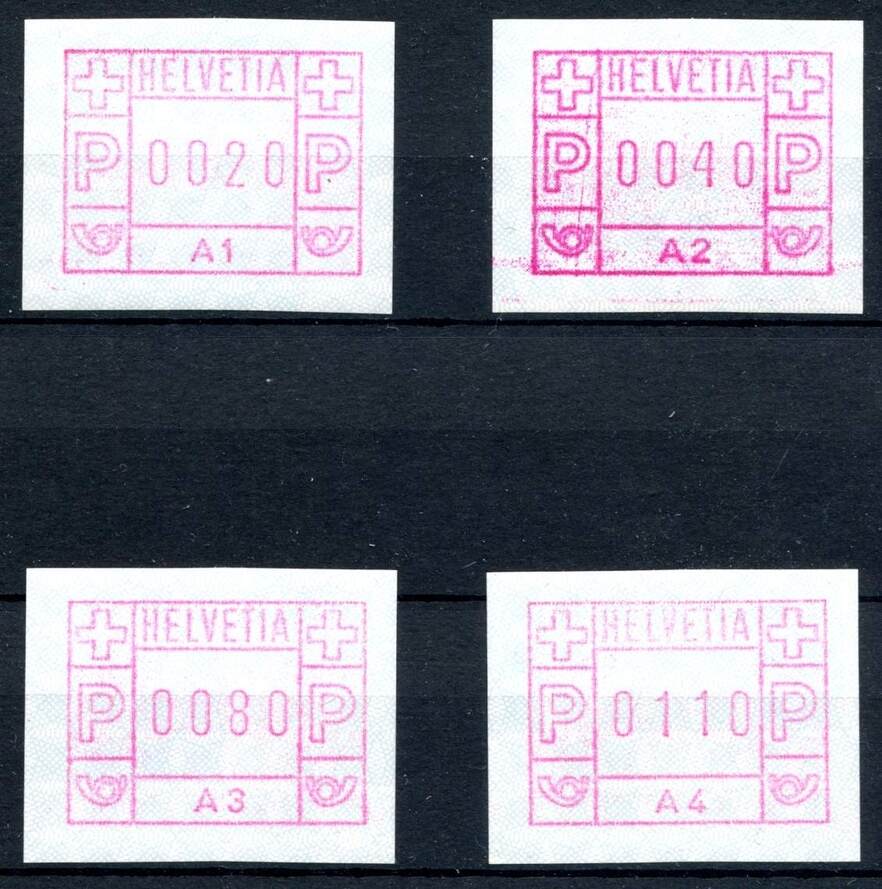 HELVETIA
P 0020 P
A1
HELVETIA
P 0040 P
A2
HELVETIA
P 0080 P
A3
HELVETIA
P 0110 P
A4